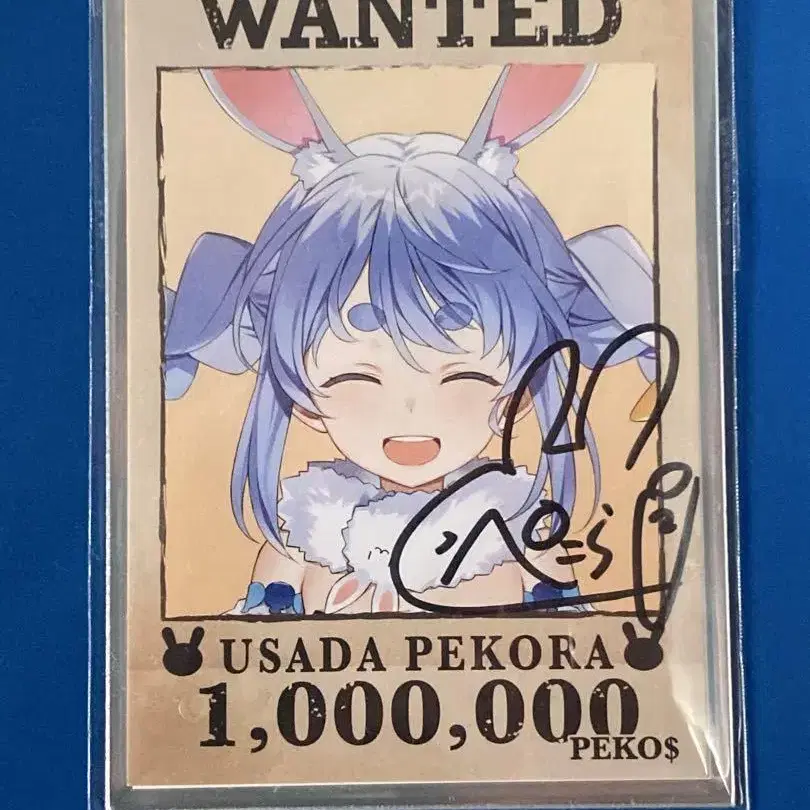 WANTED
USADA PEKORA
1,000,000
PEKO$